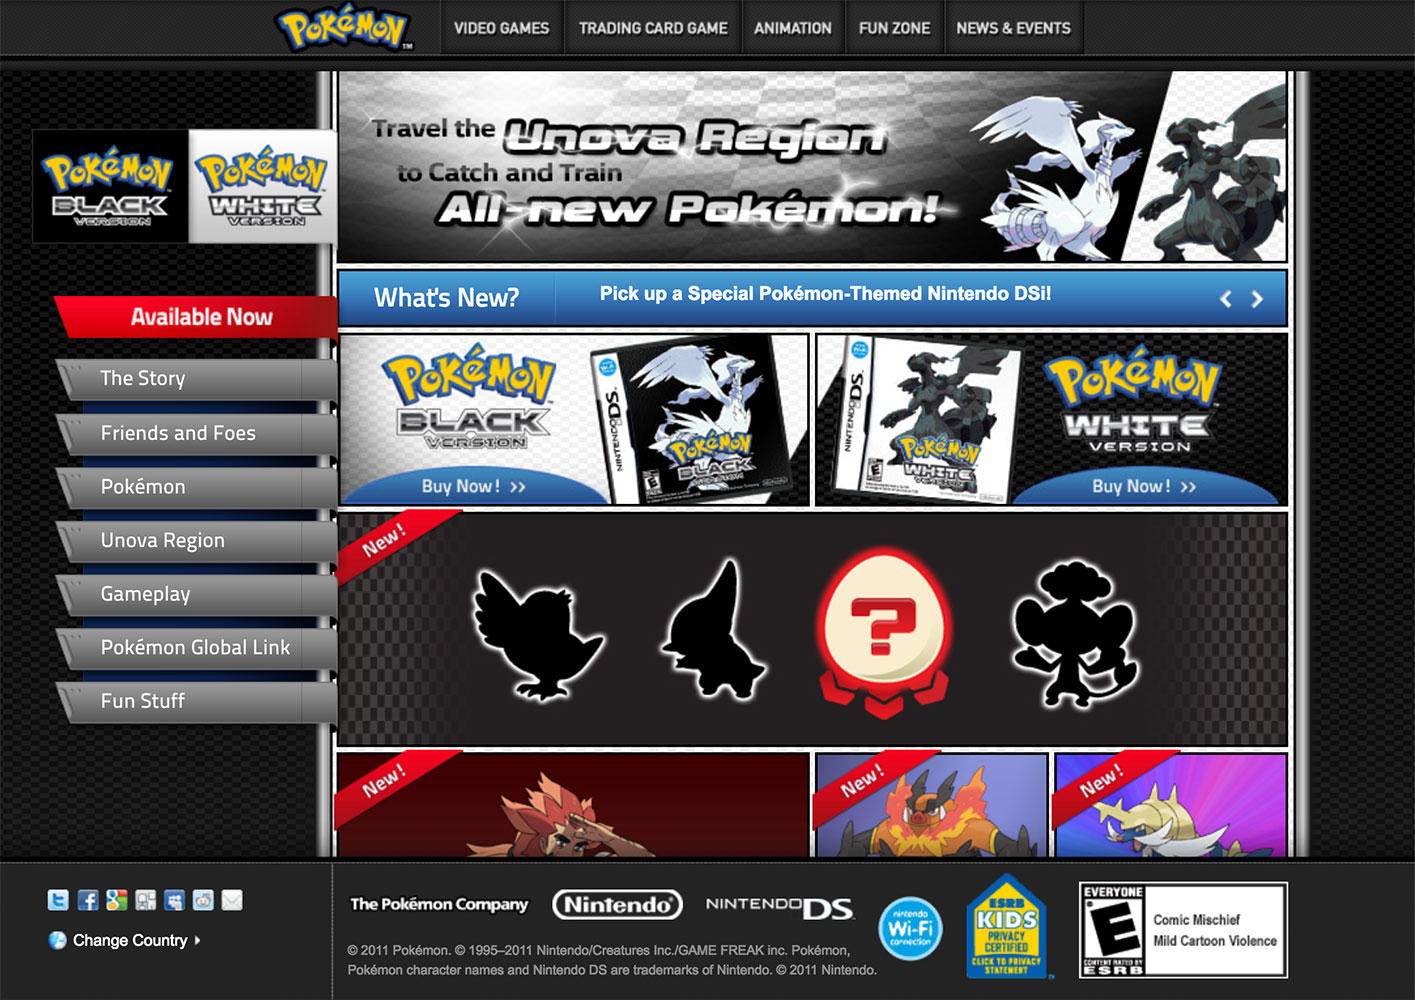 POKéMON™
VIDEO GAMES
TRADING CARD GAME
ANIMATION
FUN ZONE
NEWS & EVENTS
POKéMON
BLACK
VERSION
POKéMON
WHITE
VERSION
Travel the Unova Region
to Catch and Train
All-new Pokémon!
Available Now
The Story
Friends and Foes
Pokémon
Unova Region
Gameplay
Pokémon Global Link
Fun Stuff
What's New?
Pick up a Special Pokémon-Themed Nintendo DSi!
POKéMON
BLACK
VERSION
Buy Now! >>
NINTENDO DS
POKéMON
BLACK
VERSION
NINTENDO DS
POKéMON
WHITE
VERSION
POKéMON
WHITE
VERSION
Buy Now! >>
New!
?
New!
New!
New!
Change Country
The Pokémon Company
Nintendo®
NINTENDO DS
nintendo
Wi-Fi
connection
ESRB
KIDS
PRIVACY
CERTIFIED
CLICK TO PRIVACY
STATEMENT
EVERYONE
E
CONTENT RATED BY
ESRB
Comic Mischief
Mild Cartoon Violence
© 2011 Pokémon. © 1995–2011 Nintendo/Creatures Inc./GAME FREAK inc. Pokémon,
Pokémon character names and Nintendo DS are trademarks of Nintendo. © 2011 Nintendo.